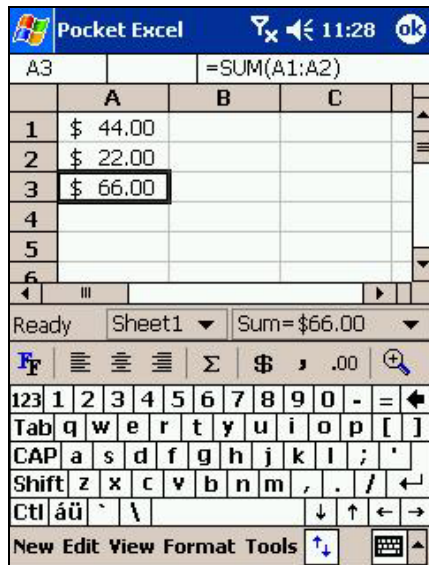 Pocket Excel 11:28 ok
A3 =SUM(A1:A2)
A B C
1 $ 44.00
2 $ 22.00
3 $ 66.00
4
5
6
Ready Sheet1 Sum=$66.00
FF Σ $ , .00
123 1 2 3 4 5 6 7 8 9 0 - =
Tab q w e r t y u i o p [ ]
CAP a s d f g h j k l ; '
Shift z x c v b n m , . /
Ctl áü ` \ ↓ ↑ ← →
New Edit View Format Tools